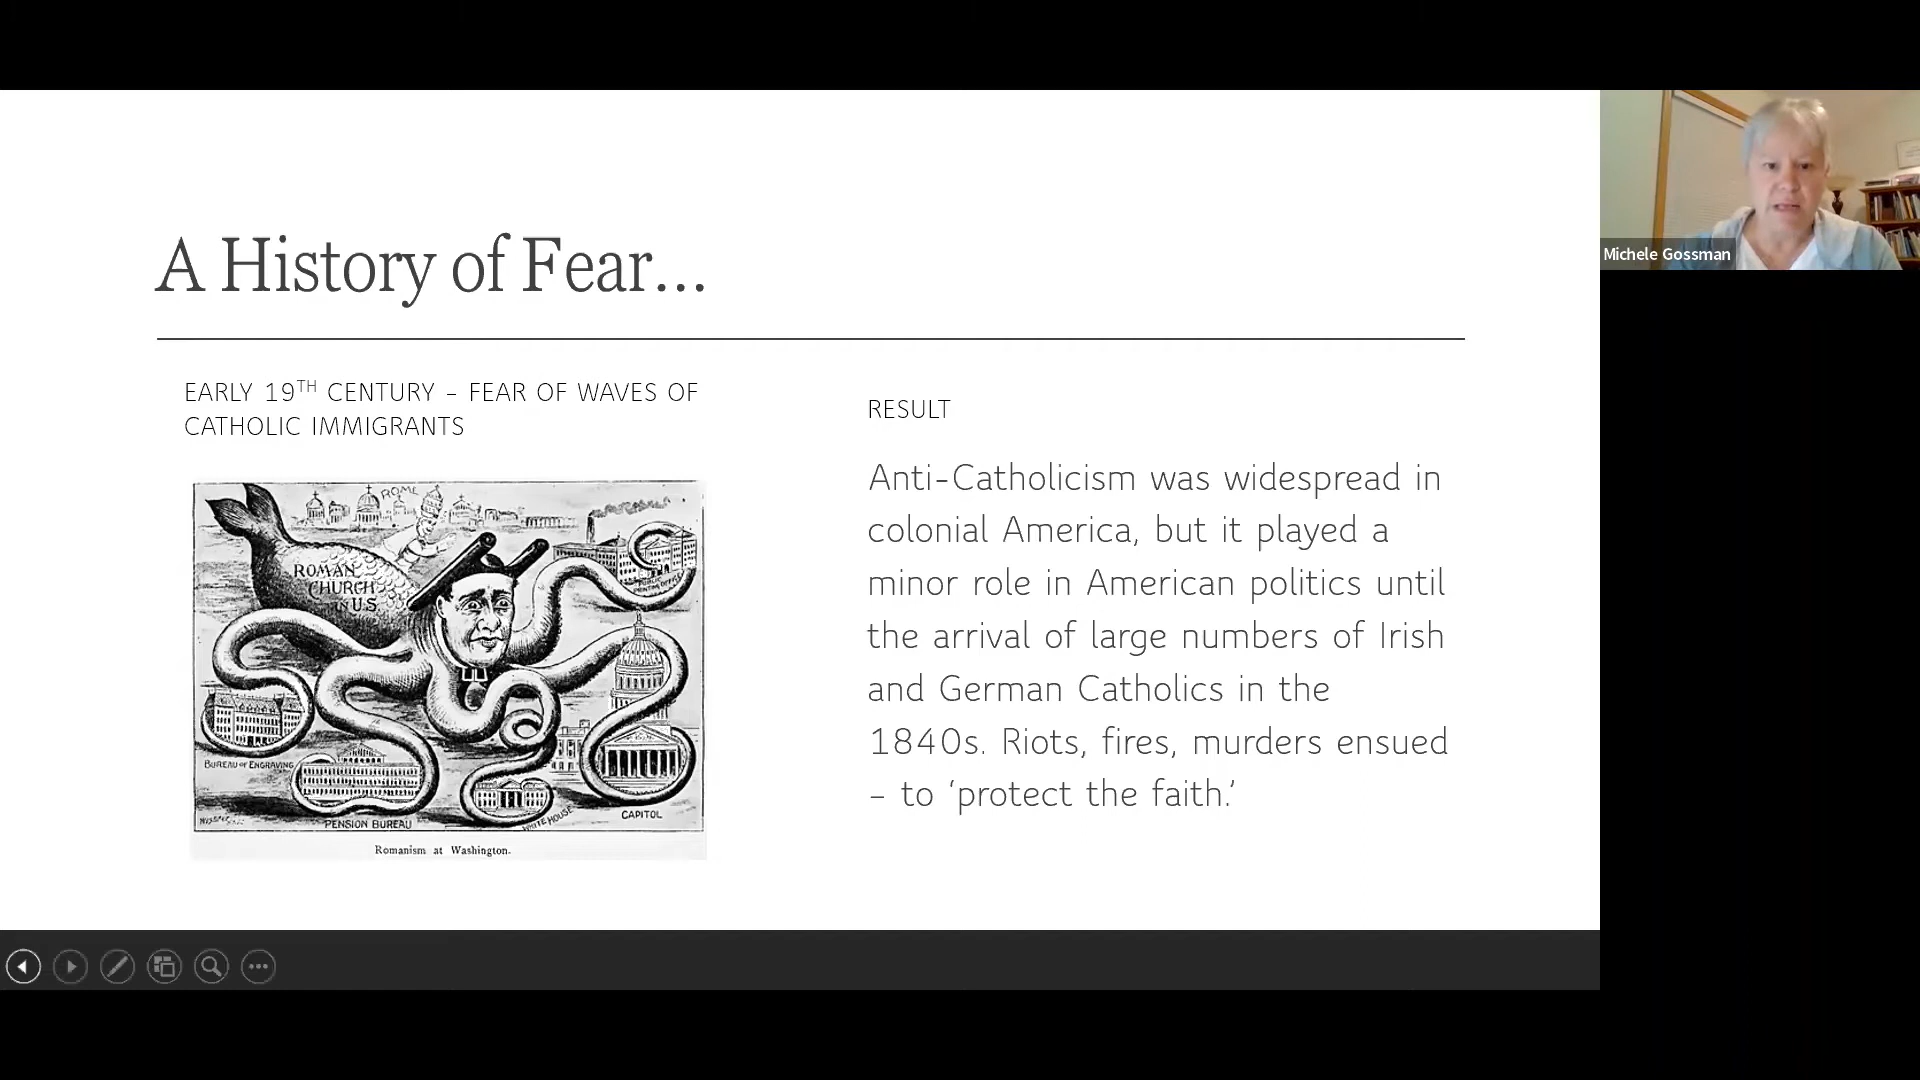 A History of Fear...
EARLY 19TH CENTURY – FEAR OF WAVES OF
CATHOLIC IMMIGRANTS
ROME
ROMAN
CHURCH
IN U.S.
PUBLIC
PRINTING OFFICE
BUREAU OF ENGRAVING
PENSION BUREAU
WHITE HOUSE
CAPITOL
Romanism at Washington.
RESULT
Anti-Catholicism was widespread in
colonial America, but it played a
minor role in American politics until
the arrival of large numbers of Irish
and German Catholics in the
1840s. Riots, fires, murders ensued
– to ‘protect the faith.’
Michele Gossman